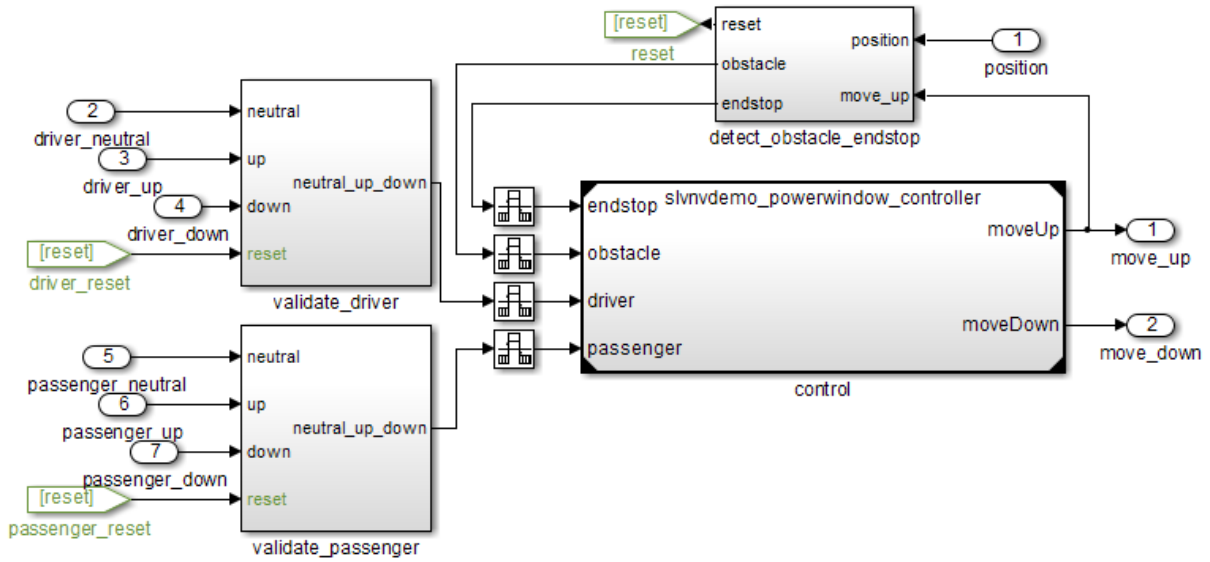 [reset]
reset
reset
obstacle
endstop
position
move_up
detect_obstacle_endstop
1
position
2
driver_neutral
3
driver_up
4
driver_down
[reset]
driver_reset
neutral
up
down
reset
neutral_up_down
validate_driver
slvnvdemo_powerwindow_controller
endstop
obstacle
driver
passenger
moveUp
moveDown
control
1
move_up
2
move_down
5
passenger_neutral
6
passenger_up
7
passenger_down
[reset]
passenger_reset
neutral
up
down
reset
neutral_up_down
validate_passenger